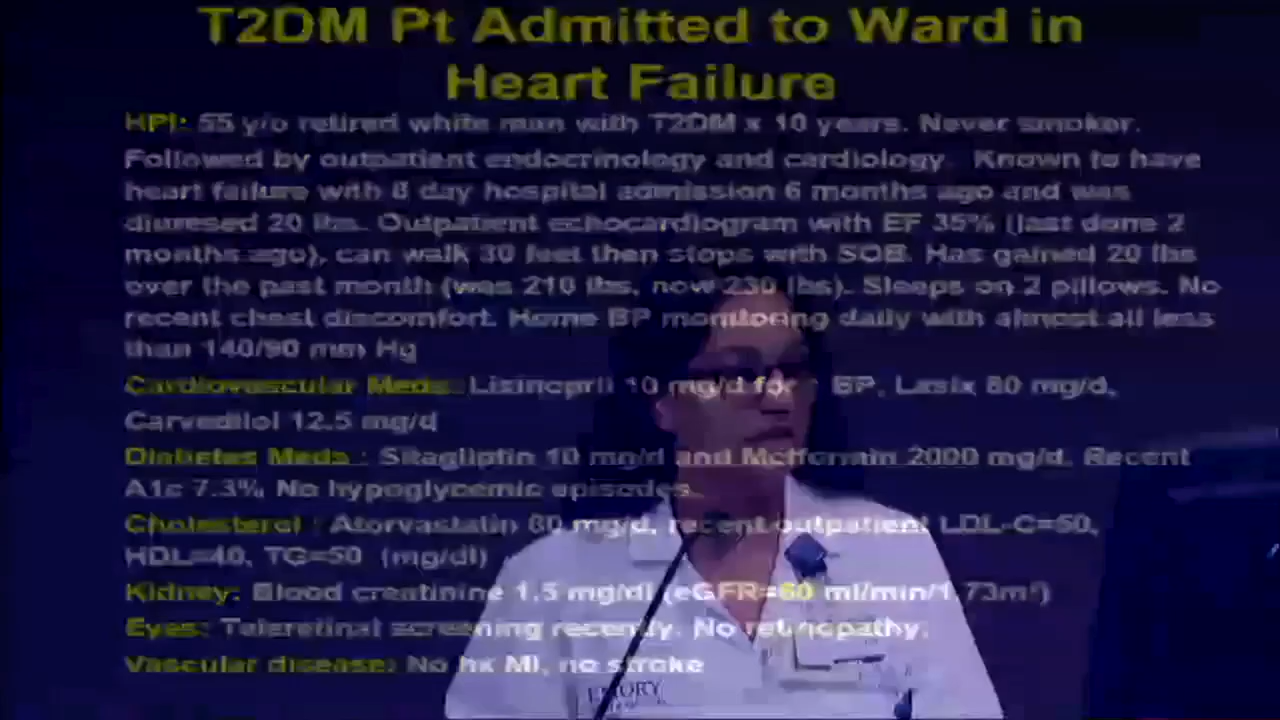 T2DM Pt Admitted to Ward in
Heart Failure
HPI: 55 y/o retired white man with T2DM x 10 years. Never smoker.
Followed by outpatient endocrinology and cardiology. Known to have
heart failure with 8 day hospital admission 6 months ago and was
diuresed 20 lbs. Outpatient echocardiogram with EF 35% (last done 2
months ago), can walk 30 feet then stops with SOB. Has gained 20 lbs
over the past month (was 210 lbs, now 230 lbs). Sleeps on 2 pillows. No
recent chest discomfort. Home BP monitoring daily with almost all less
than 140/90 mm Hg
Cardiovascular Meds: Lisinopril 10 mg/d for BP, Lasix 80 mg/d,
Carvedilol 12.5 mg/d
Diabetes Meds : Sitagliptin 10 mg/d and Metformin 2000 mg/d. Recent
A1c 7.3% No hypoglycemic episodes.
Cholesterol : Atorvastatin 80 mg/d, recent outpatient LDL-C=50,
HDL=40, TG=50 (mg/dl)
Kidney: Blood creatinine 1.5 mg/dl (eGFR=60 ml/min/1.73m²)
Eyes: Teleretinal screening recently. No retinopathy.
Vascular disease: No hx MI, no stroke
EMORY